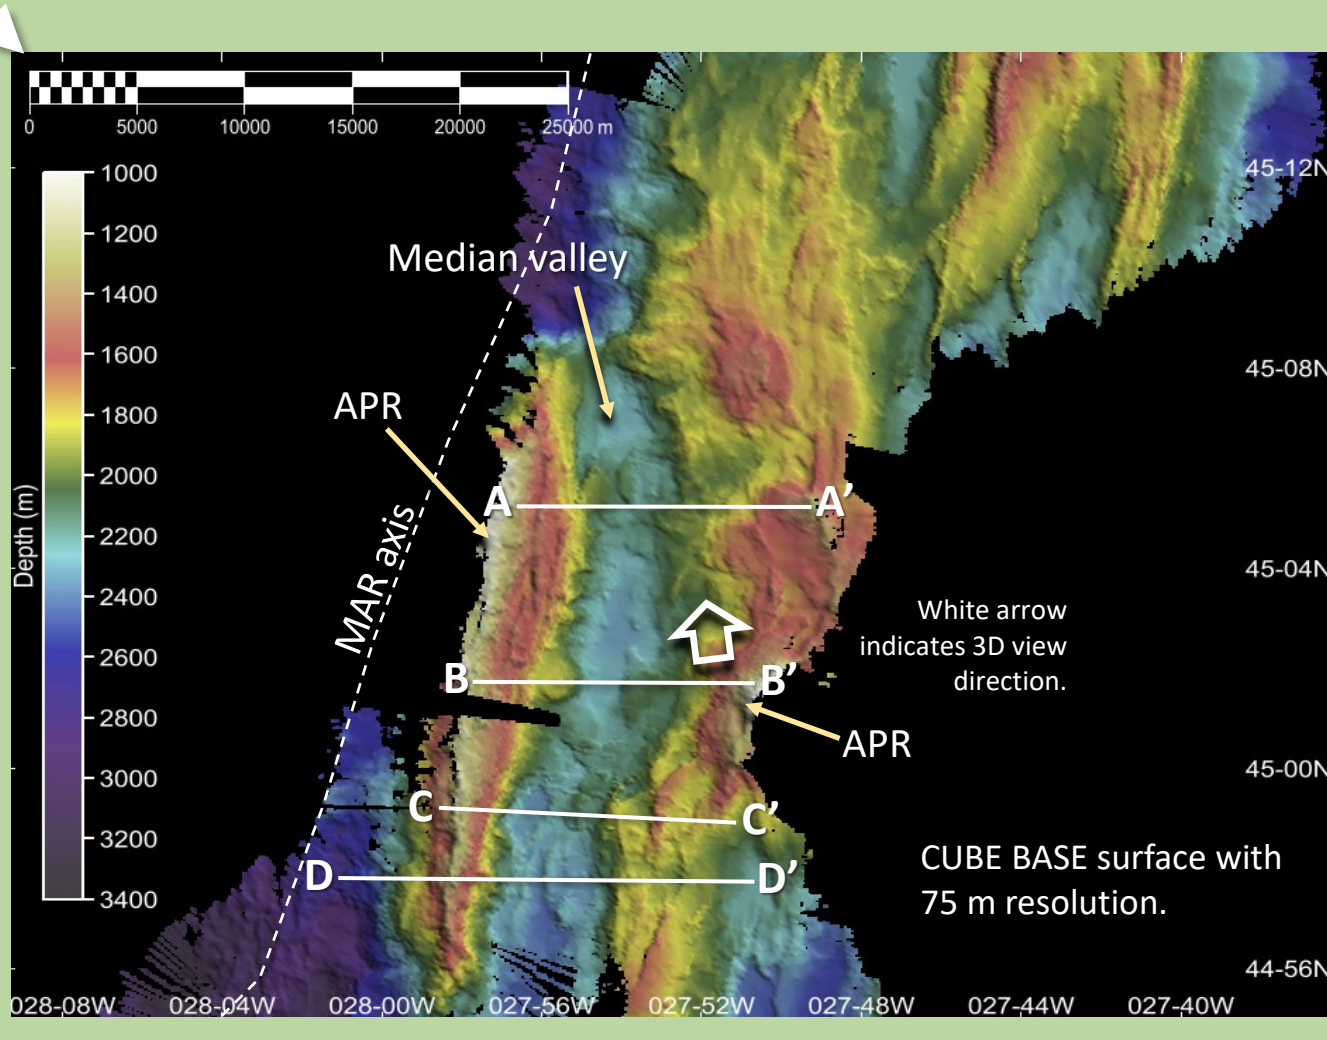 0 5000 10000 15000 20000 25000 m
1000
1200
1400
1600
1800
2000
2200
2400
2600
2800
3000
3200
3400
Depth (m)
Median valley
APR
MAR axis
A A’
B B’
C C’
D D’
APR
White arrow
indicates 3D view
direction.
CUBE BASE surface with
75 m resolution.
45-12N
45-08N
45-04N
45-00N
44-56N
028-08W 028-04W 028-00W 027-56W 027-52W 027-48W 027-44W 027-40W